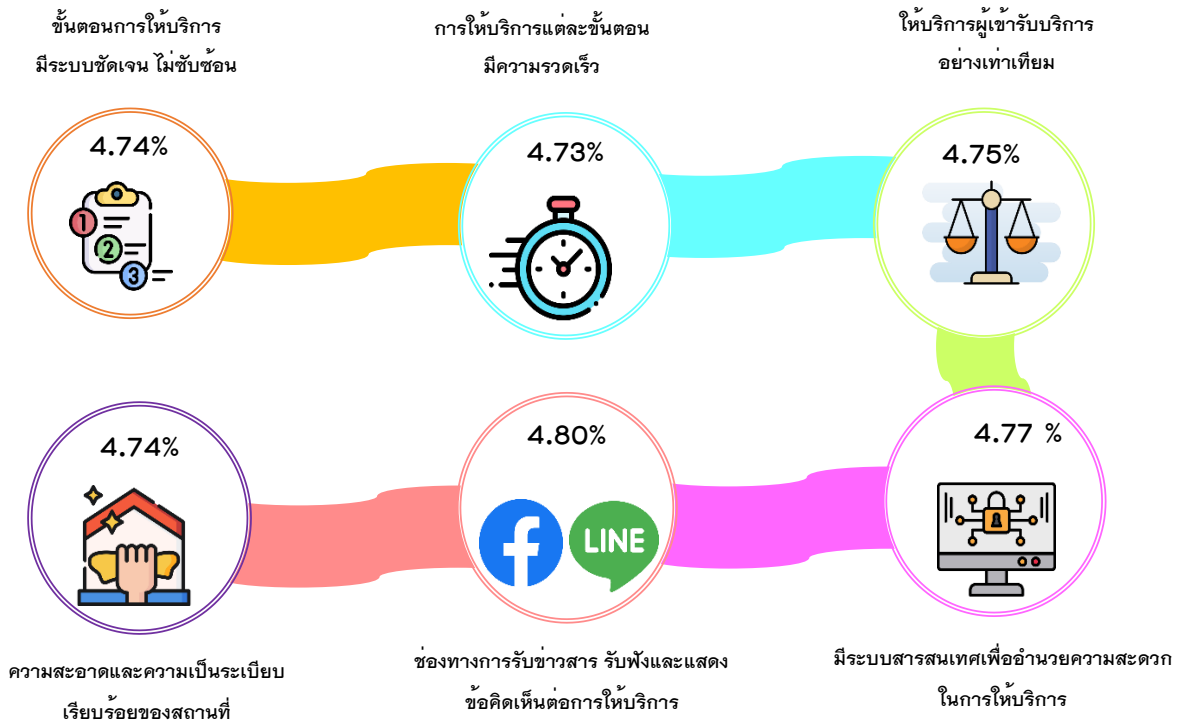 ขั้นตอนการให้บริการ
มีระบบชัดเจน ไม่ซับซ้อน
4.74%
1
2
3
การให้บริการแต่ละขั้นตอน
มีความรวดเร็ว
4.73%
ให้บริการผู้เข้ารับบริการ
อย่างเท่าเทียม
4.75%
4.77 %
มีระบบสารสนเทศเพื่ออำนวยความสะดวก
ในการให้บริการ
4.80%
f
LINE
ช่องทางการรับข่าวสาร รับฟังและแสดง
ข้อคิดเห็นต่อการให้บริการ
4.74%
ความสะอาดและความเป็นระเบียบ
เรียบร้อยของสถานที่